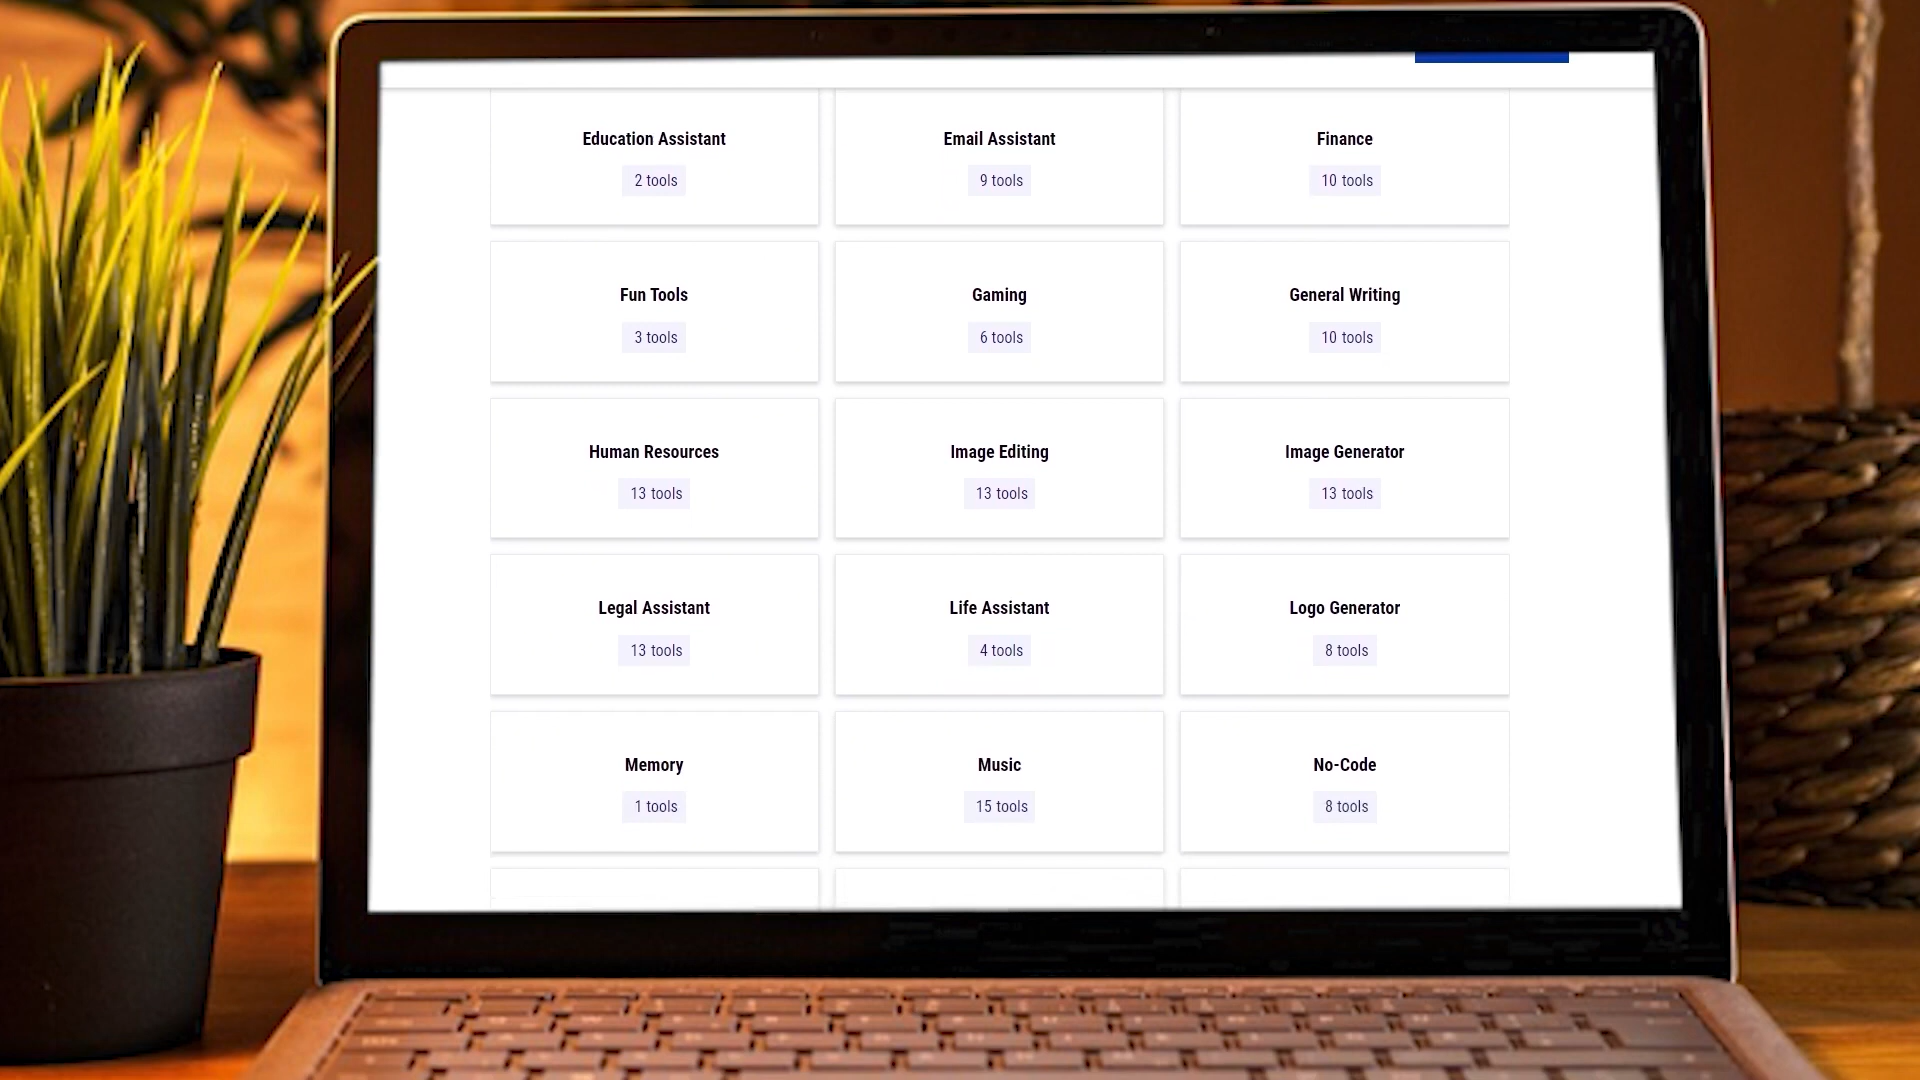 Education Assistant
2 tools
Email Assistant
9 tools
Finance
10 tools
Fun Tools
3 tools
Gaming
6 tools
General Writing
10 tools
Human Resources
13 tools
Image Editing
13 tools
Image Generator
13 tools
Legal Assistant
13 tools
Life Assistant
4 tools
Logo Generator
8 tools
Memory
1 tools
Music
15 tools
No-Code
8 tools